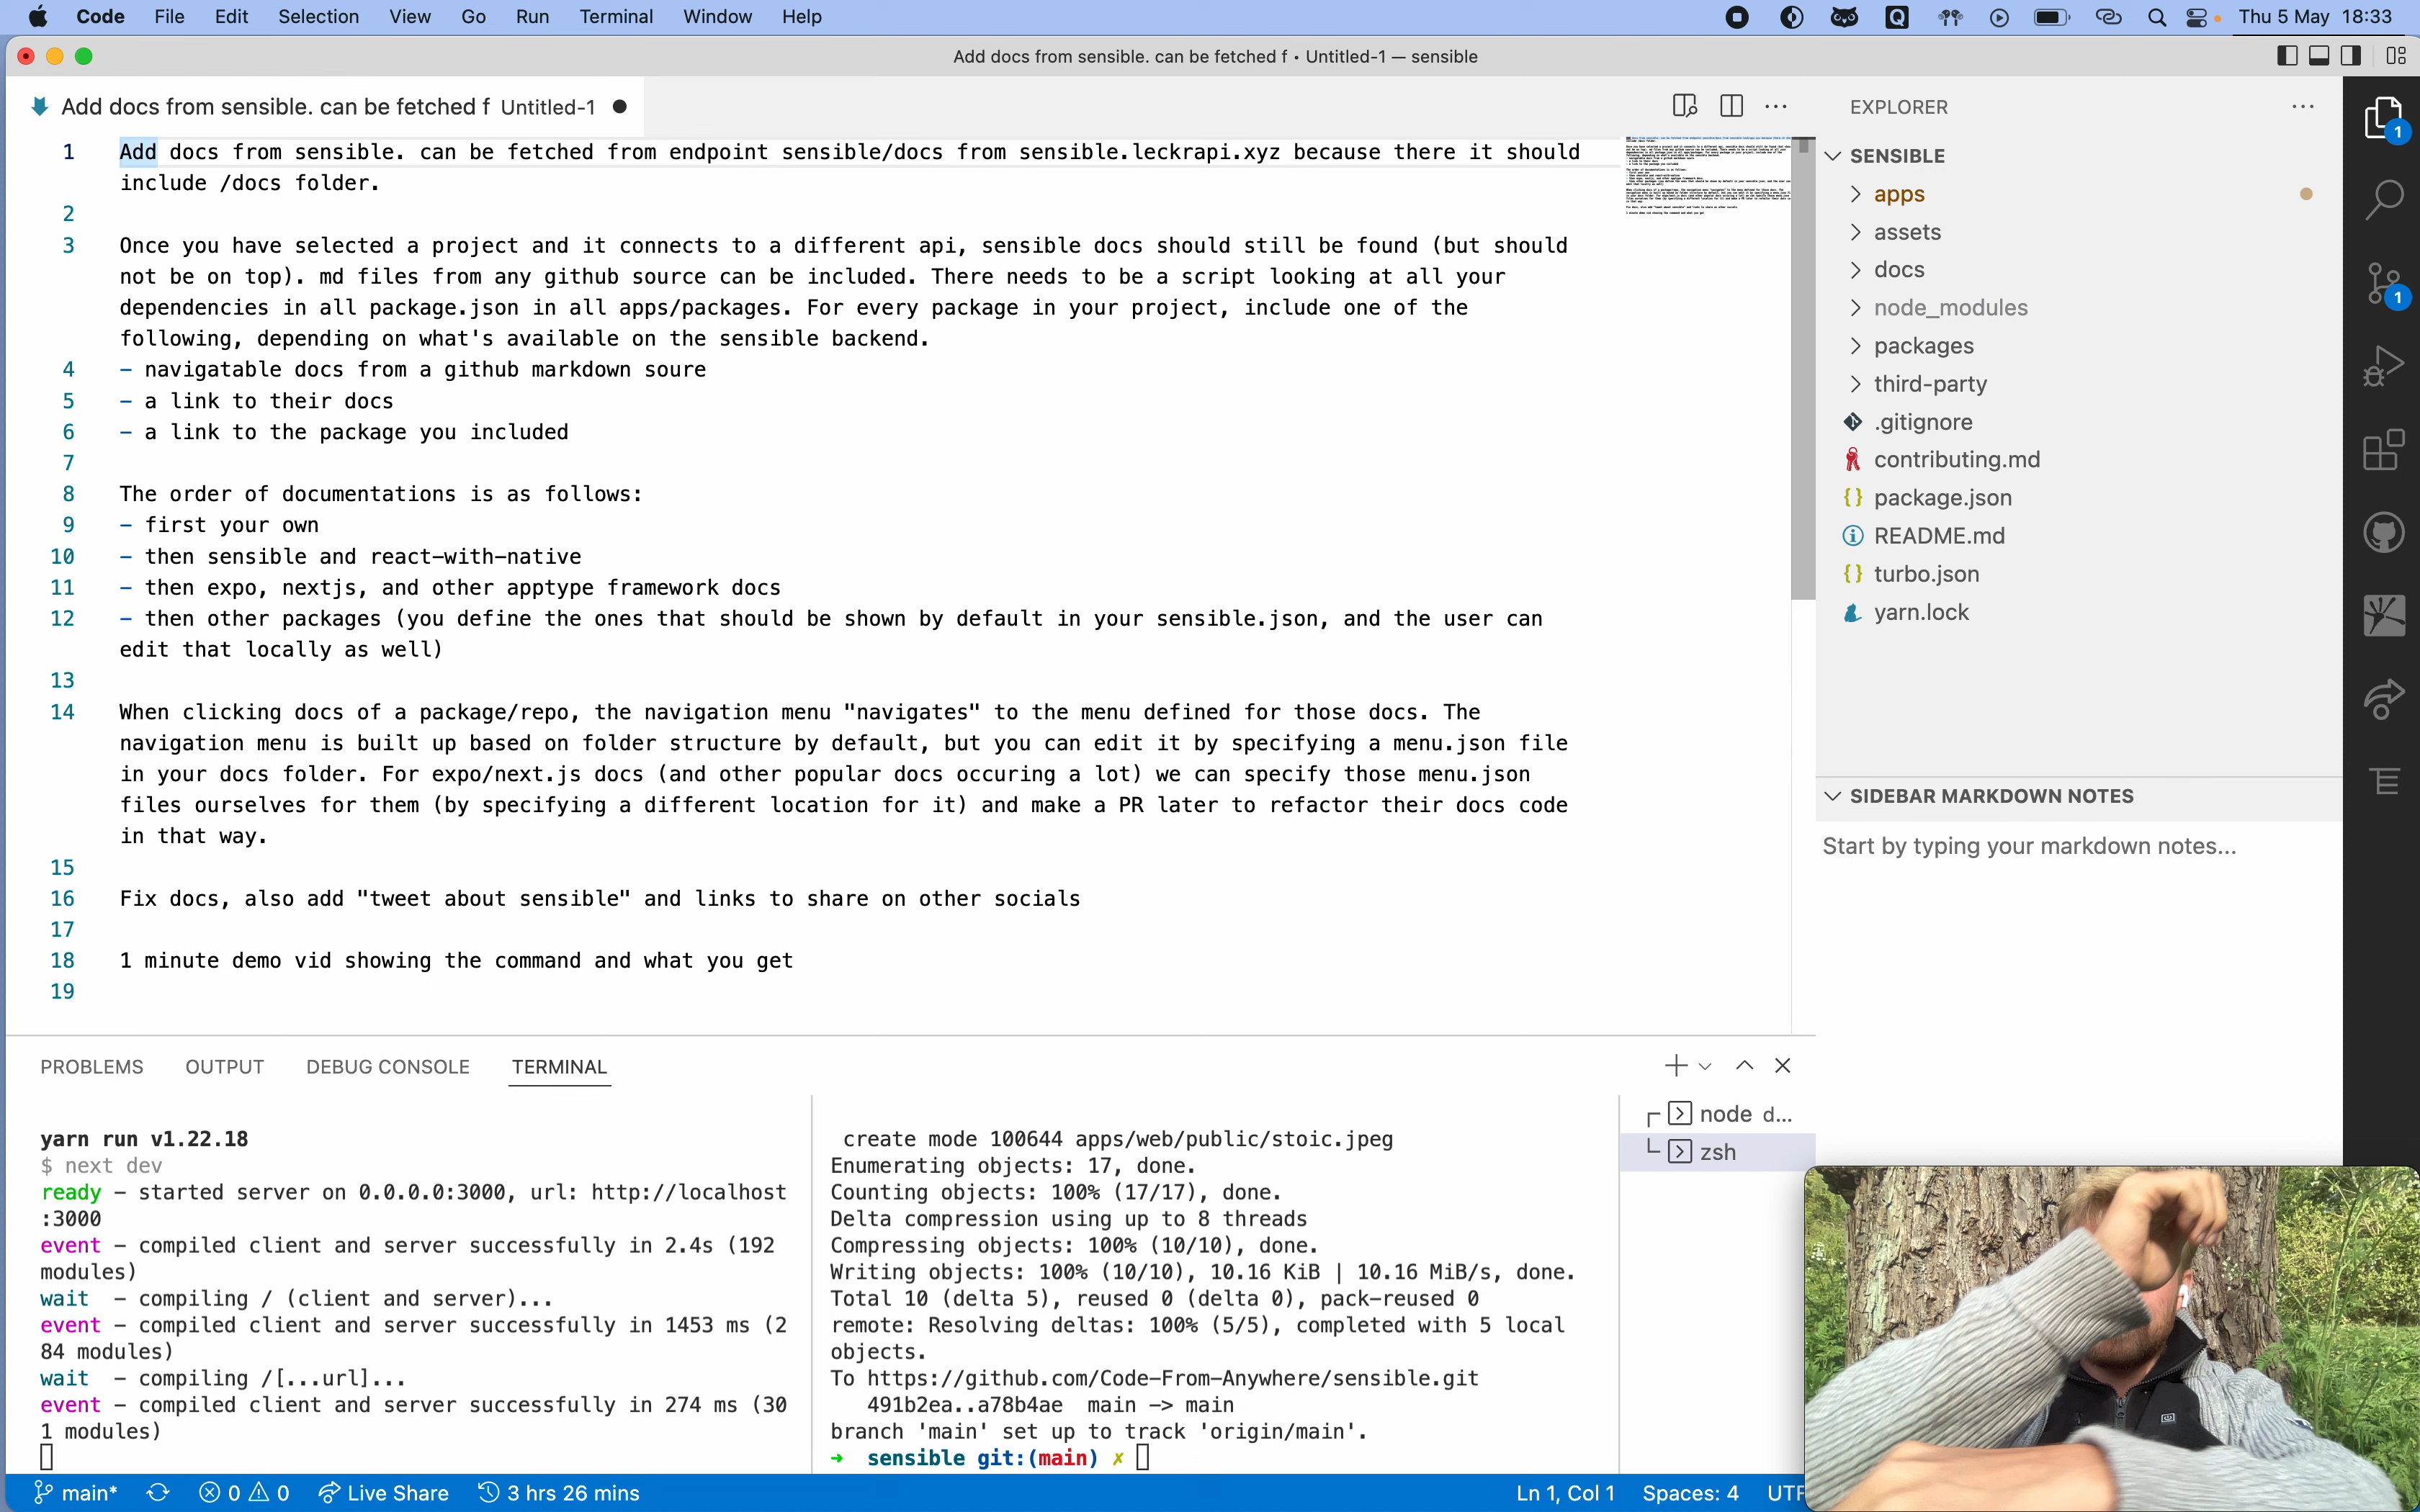 Code File Edit Selection View Go Run Terminal Window Help
Thu 5 May 18:33
Add docs from sensible. can be fetched f • Untitled-1 — sensible
Add docs from sensible. can be fetched f Untitled-1
1 Add docs from sensible. can be fetched from endpoint sensible/docs from sensible.leckrapi.xyz because there it should
include /docs folder.
2
3 Once you have selected a project and it connects to a different api, sensible docs should still be found (but should
not be on top). md files from any github source can be included. There needs to be a script looking at all your
dependencies in all package.json in all apps/packages. For every package in your project, include one of the
following, depending on what's available on the sensible backend.
4 - navigatable docs from a github markdown soure
5 - a link to their docs
6 - a link to the package you included
7
8 The order of documentations is as follows:
9 - first your own
10 - then sensible and react-with-native
11 - then expo, nextjs, and other apptype framework docs
12 - then other packages (you define the ones that should be shown by default in your sensible.json, and the user can
edit that locally as well)
13
14 When clicking docs of a package/repo, the navigation menu "navigates" to the menu defined for those docs. The
navigation menu is built up based on folder structure by default, but you can edit it by specifying a menu.json file
in your docs folder. For expo/next.js docs (and other popular docs occuring a lot) we can specify those menu.json
files ourselves for them (by specifying a different location for it) and make a PR later to refactor their docs code
in that way.
15
16 Fix docs, also add "tweet about sensible" and links to share on other socials
17
18 1 minute demo vid showing the command and what you get
19
EXPLORER
SENSIBLE
apps
assets
docs
node_modules
packages
third-party
.gitignore
contributing.md
package.json
README.md
turbo.json
yarn.lock
SIDEBAR MARKDOWN NOTES
Start by typing your markdown notes...
1
1
PROBLEMS OUTPUT DEBUG CONSOLE TERMINAL
yarn run v1.22.18
$ next dev
ready - started server on 0.0.0.0:3000, url: http://localhost
:3000
event - compiled client and server successfully in 2.4s (192
modules)
wait - compiling / (client and server)...
event - compiled client and server successfully in 1453 ms (2
84 modules)
wait - compiling /[...url]...
event - compiled client and server successfully in 274 ms (30
1 modules)
create mode 100644 apps/web/public/stoic.jpeg
Enumerating objects: 17, done.
Counting objects: 100% (17/17), done.
Delta compression using up to 8 threads
Compressing objects: 100% (10/10), done.
Writing objects: 100% (10/10), 10.16 KiB | 10.16 MiB/s, done.
Total 10 (delta 5), reused 0 (delta 0), pack-reused 0
remote: Resolving deltas: 100% (5/5), completed with 5 local
objects.
To https://github.com/Code-From-Anywhere/sensible.git
491b2ea..a78b4ae main -> main
branch 'main' set up to track 'origin/main'.
➜ sensible git:(main) ✗
node d...
zsh
main* 0 0 Live Share 3 hrs 26 mins
Ln 1, Col 1 Spaces: 4 UTF